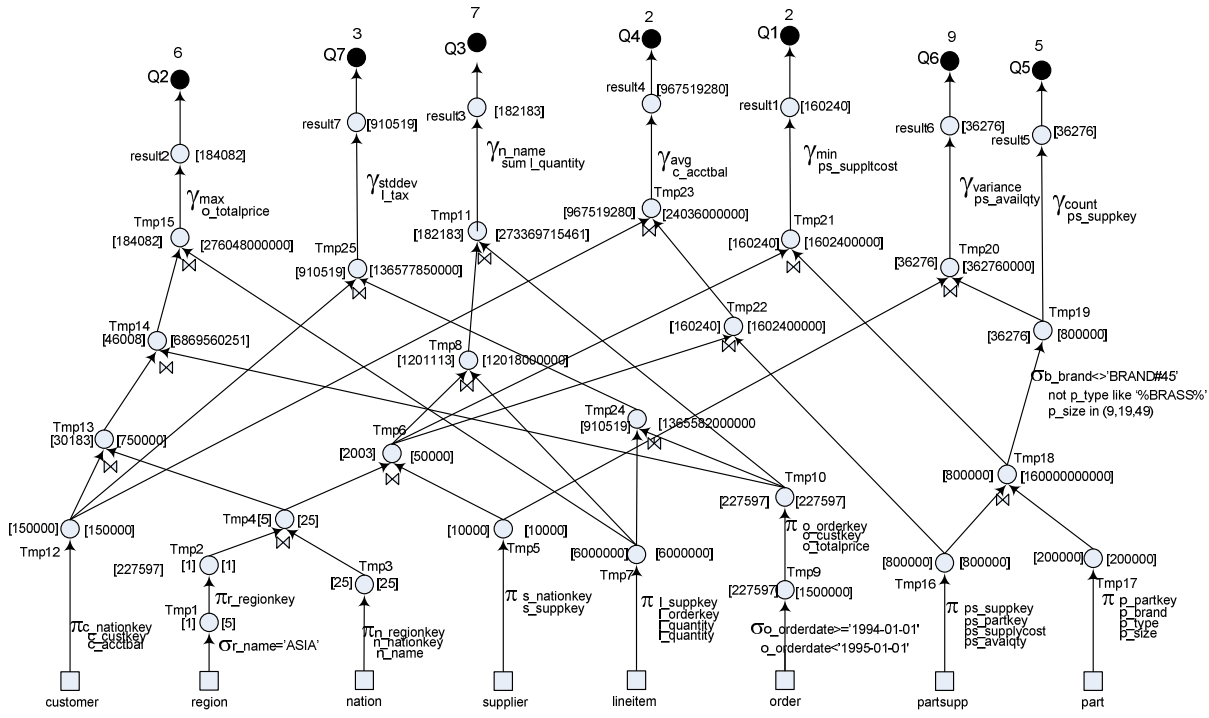 7
2
2
3
9
6
5
Q3
Q4
Q1
Q7
Q6
Q5
Q2
result4 [967519280]
result3 [182183]
result1 [160240]
result7 [910519]
result6 [36276]
result5 [36276]
result2 [184082]
γn_name
sum l_quantity
γavg
c_acctbal
γmin
ps_suppltcost
γstddev
l_tax
γvariance
ps_availqty
γcount
ps_suppkey
γmax
o_totalprice
Tmp23
[967519280] [24036000000]
Tmp15
[184082] [276048000000]
Tmp11
[182183] [273369715461]
Tmp21
[160240] [1602400000]
Tmp25
[910519] [136577850000]
Tmp20
[36276] [362760000]
Tmp22
[160240] [1602400000]
Tmp19
[36276] [800000]
Tmp14
[46008] [6869560251]
Tmp8
[1201113] [12018000000]
σb_brand<>'BRAND#45'
not p_type like '%BRASS%'
p_size in (9,19,49)
Tmp24
[910519] [1365582000000
Tmp13
[30183] [750000]
Tmp6
[2003] [50000]
Tmp18
[800000] [160000000000]
Tmp10
[227597] [227597]
Tmp4 [5] [25]
[150000] [150000]
Tmp12
[10000] [10000]
Tmp5
π o_orderkey
o_custkey
o_totalprice
[6000000] [6000000]
Tmp7
Tmp2
[227597] [1] [1]
Tmp3
[25] [25]
[800000] [800000]
Tmp16
[200000] [200000]
Tmp17
Tmp9
[227597] [1500000]
πr_regionkey
π s_nationkey
s_suppkey
π l_suppkey
l_orderkey
l_quantity
l_quantity
π ps_suppkey
ps_partkey
ps_supplycost
ps_avalqty
π p_partkey
p_brand
p_type
p_size
Tmp1
[1] [5]
πc_nationkey
c_custkey
c_acctbal
σr_name='ASIA'
πn_regionkey
n_nationkey
n_name
σo_orderdate>='1994-01-01'
o_orderdate<'1995-01-01'
customer
region
nation
supplier
lineitem
order
partsupp
part